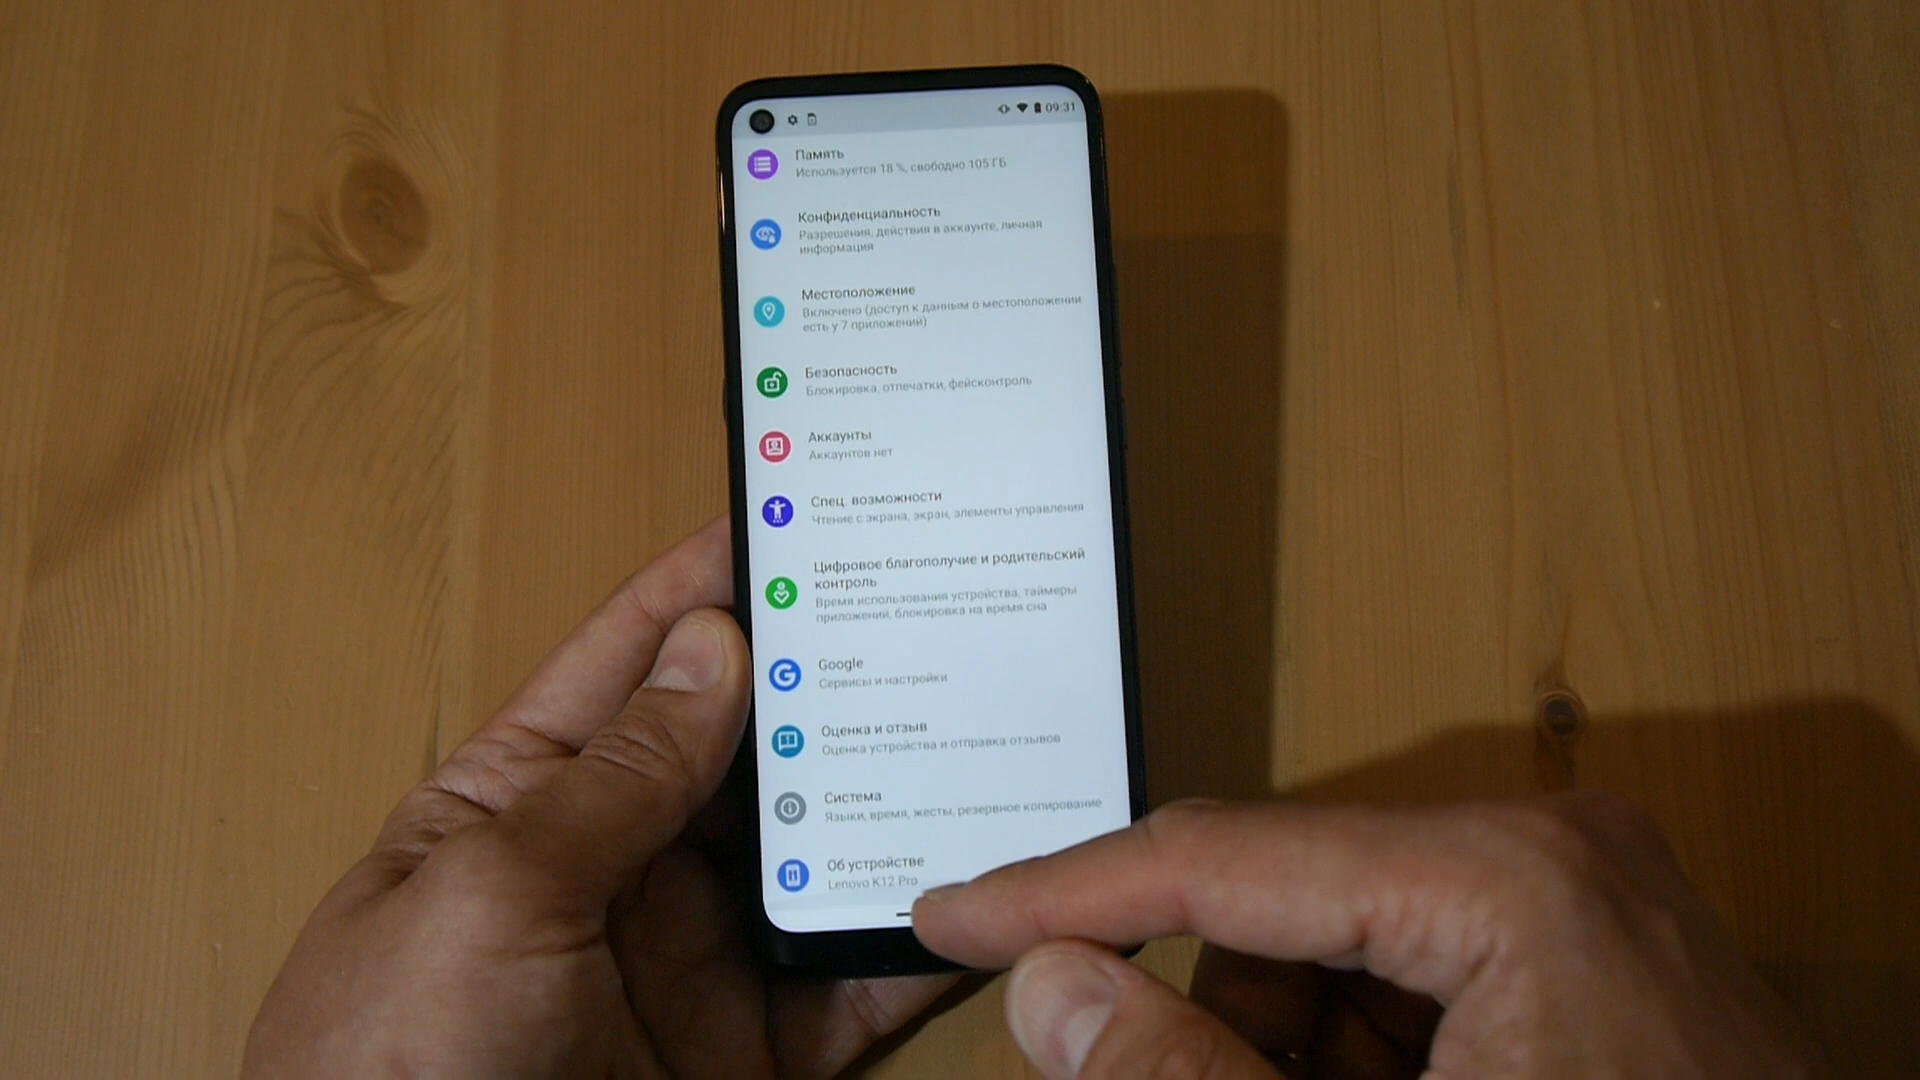 09:31
Память
Используется 18 %, свободно 105 ГБ
Конфиденциальность
Разрешения, действия в аккаунте, личная
информация
Местоположение
Включено (доступ к данным о местоположении
есть у 7 приложений)
Безопасность
Блокировка, отпечатки, фейсконтроль
Аккаунты
Аккаунтов нет
Спец. возможности
Чтение с экрана, экран, элементы управления
Цифровое благополучие и родительский
контроль
Время использования устройства, таймеры
приложений, блокировка на время сна
Google
Сервисы и настройки
Оценка и отзыв
Оценка устройства и отправка отзывов
Система
Языки, время, жесты, резервное копирование
Об устройстве
Lenovo K12 Pro